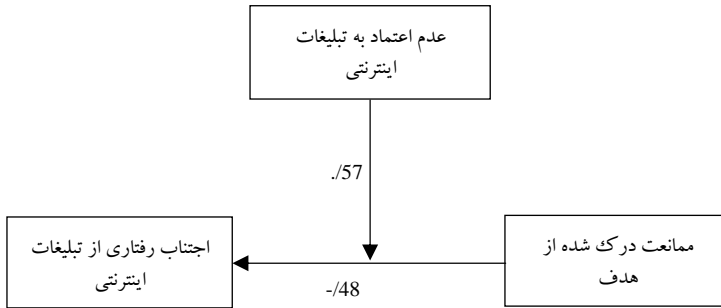 عدم اعتماد به تبلیغات
اینترنتی
./57
ممانعت درک شده از
هدف
اجتناب رفتاری از تبلیغات
اینترنتی
-/48